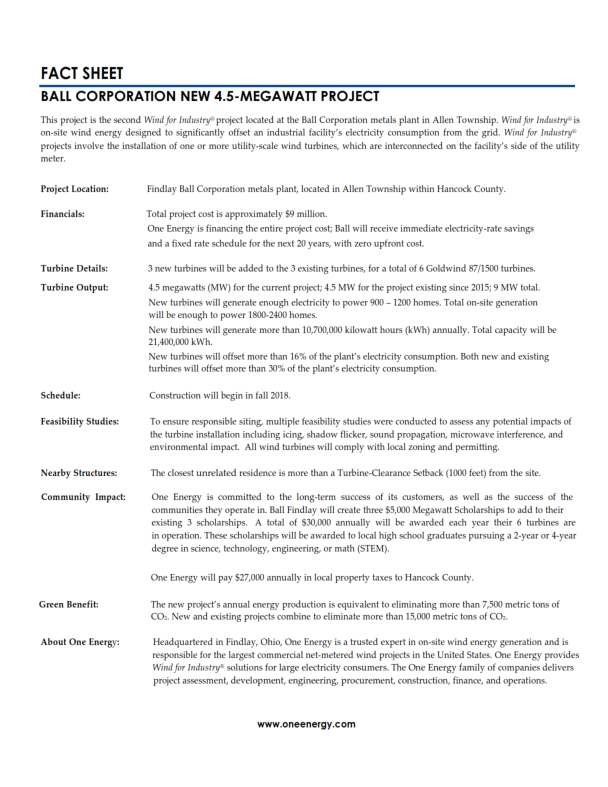 FACT SHEET
BALL CORPORATION NEW 4.5-MEGAWATT PROJECT
This project is the second Wind for Industry® project located at the Ball Corporation metals plant in Allen Township. Wind for Industry® is
on-site wind energy designed to significantly offset an industrial facility's electricity consumption from the grid. Wind for Industry®
projects involve the installation of one or more utility-scale wind turbines, which are interconnected on the facility's side of the utility
meter.
Project Location: Findlay Ball Corporation metals plant, located in Allen Township within Hancock County.
Financials: Total project cost is approximately $9 million.
One Energy is financing the entire project cost; Ball will receive immediate electricity-rate savings
and a fixed rate schedule for the next 20 years, with zero upfront cost.
Turbine Details: 3 new turbines will be added to the 3 existing turbines, for a total of 6 Goldwind 87/1500 turbines.
Turbine Output: 4.5 megawatts (MW) for the current project; 4.5 MW for the project existing since 2015; 9 MW total.
New turbines will generate enough electricity to power 900 – 1200 homes. Total on-site generation
will be enough to power 1800-2400 homes.
New turbines will generate more than 10,700,000 kilowatt hours (kWh) annually. Total capacity will be
21,400,000 kWh.
New turbines will offset more than 16% of the plant's electricity consumption. Both new and existing
turbines will offset more than 30% of the plant's electricity consumption.
Schedule: Construction will begin in fall 2018.
Feasibility Studies: To ensure responsible siting, multiple feasibility studies were conducted to assess any potential impacts of
the turbine installation including icing, shadow flicker, sound propagation, microwave interference, and
environmental impact. All wind turbines will comply with local zoning and permitting.
Nearby Structures: The closest unrelated residence is more than a Turbine-Clearance Setback (1000 feet) from the site.
Community Impact: One Energy is committed to the long-term success of its customers, as well as the success of the
communities they operate in. Ball Findlay will create three $5,000 Megawatt Scholarships to add to their
existing 3 scholarships. A total of $30,000 annually will be awarded each year their 6 turbines are
in operation. These scholarships will be awarded to local high school graduates pursuing a 2-year or 4-year
degree in science, technology, engineering, or math (STEM).
One Energy will pay $27,000 annually in local property taxes to Hancock County.
Green Benefit: The new project's annual energy production is equivalent to eliminating more than 7,500 metric tons of
CO₂. New and existing projects combine to eliminate more than 15,000 metric tons of CO₂.
About One Energy: Headquartered in Findlay, Ohio, One Energy is a trusted expert in on-site wind energy generation and is
responsible for the largest commercial net-metered wind projects in the United States. One Energy provides
Wind for Industry® solutions for large electricity consumers. The One Energy family of companies delivers
project assessment, development, engineering, procurement, construction, finance, and operations.
www.oneenergy.com